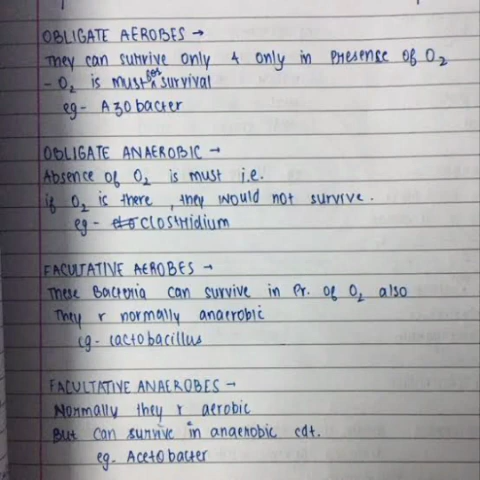 OBLIGATE AEROBES →
They can survive only & only in presense of O2
- O2 is must for survival
eg - Azobacter
OBLIGATE ANAEROBIC →
Absence of O2 is must i.e.
if O2 is there, they would not survive.
eg - Clostridium
FACULTATIVE AEROBES →
These Bacteria can survive in Pr. of O2 also
They r normally anaerobic
eg - Lactobacillus
FACULTATIVE ANAEROBES →
Normally they r aerobic
But can survive in anaerobic cdt.
eg. Acetobacter